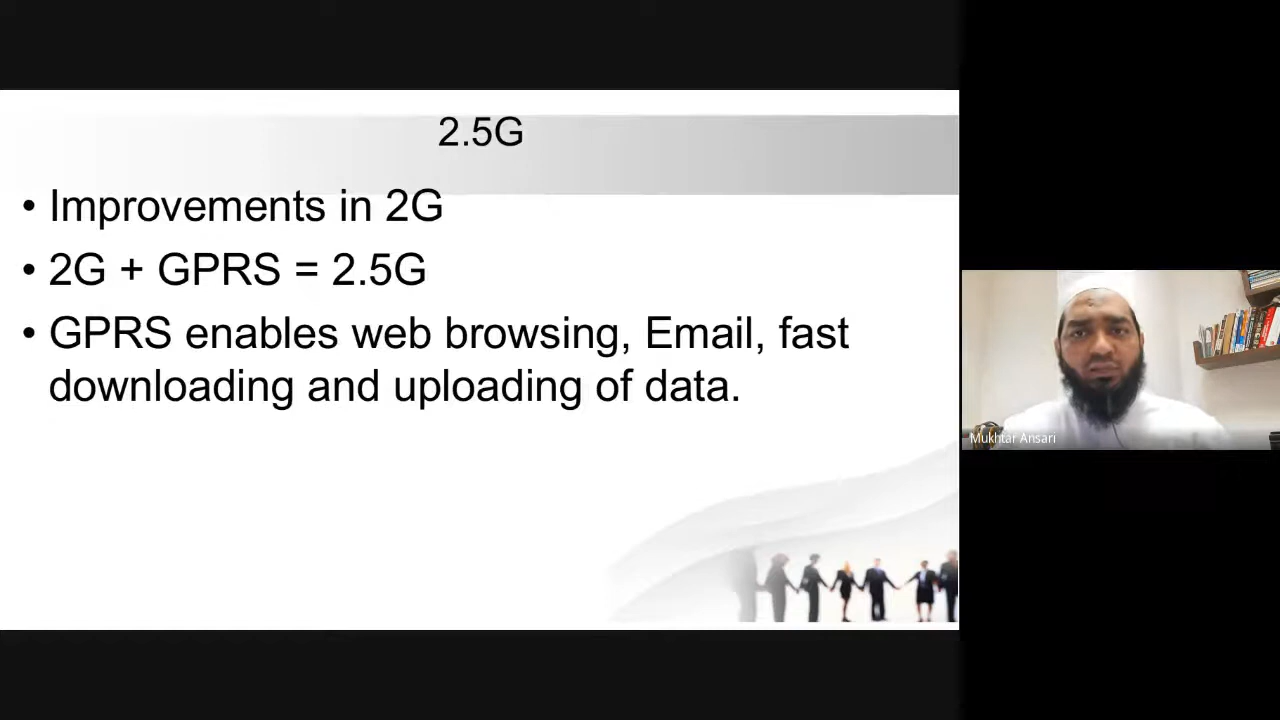 2.5G
• Improvements in 2G
• 2G + GPRS = 2.5G
• GPRS enables web browsing, Email, fast
downloading and uploading of data.
Mukhtar Ansari